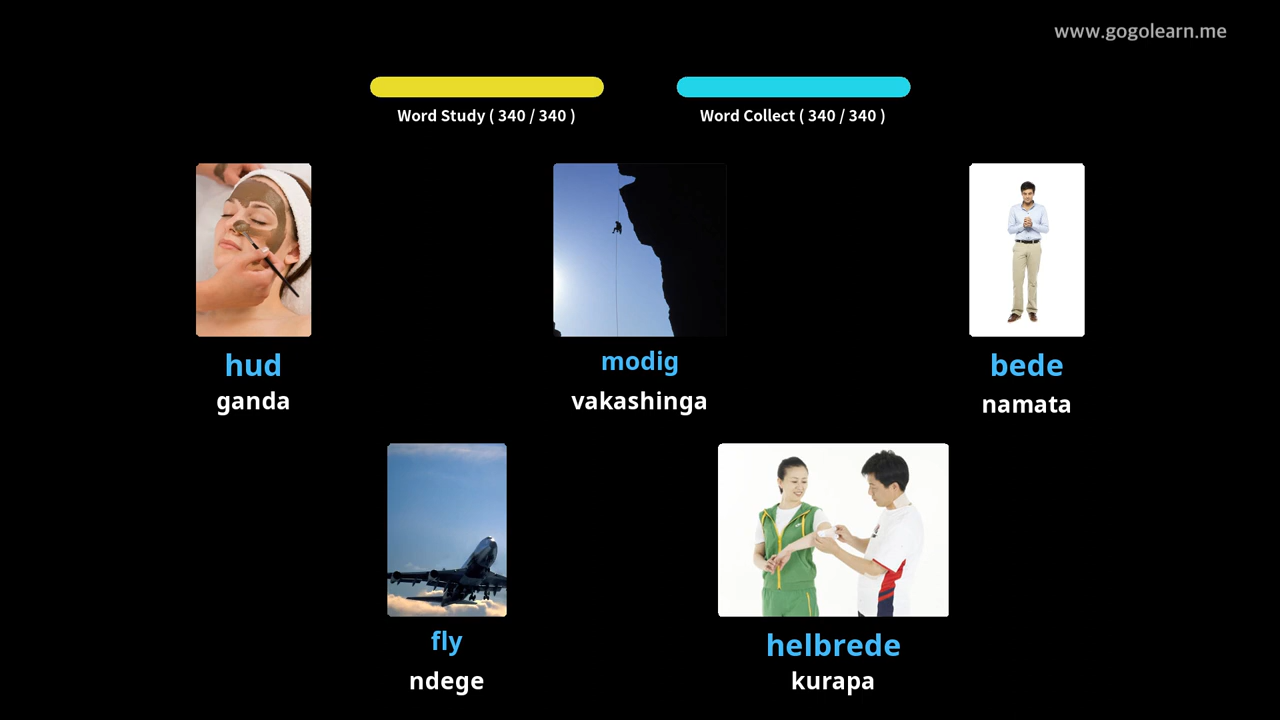 www.gogolearn.me
Word Study ( 340 / 340 )
Word Collect ( 340 / 340 )
hud
ganda
modig
vakashinga
bede
namata
fly
ndege
helbrede
kurapa